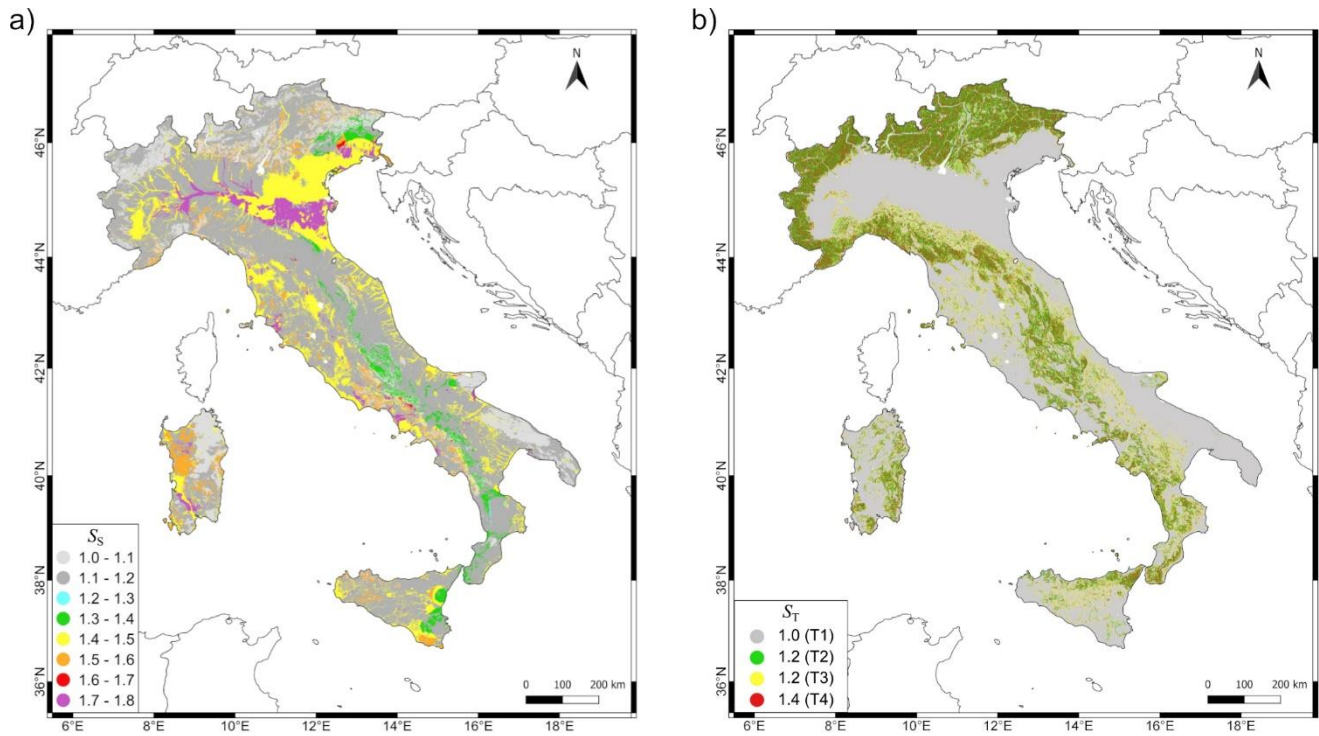 a)
b)
N
N
46°N
44°N
42°N
40°N
38°N
36°N
46°N
44°N
42°N
40°N
38°N
36°N
S_S
1.0 - 1.1
1.1 - 1.2
1.2 - 1.3
1.3 - 1.4
1.4 - 1.5
1.5 - 1.6
1.6 - 1.7
1.7 - 1.8
0 100 200 km
S_T
1.0 (T1)
1.2 (T2)
1.2 (T3)
1.4 (T4)
0 100 200 km
6°E 8°E 10°E 12°E 14°E 16°E 18°E
6°E 8°E 10°E 12°E 14°E 16°E 18°E